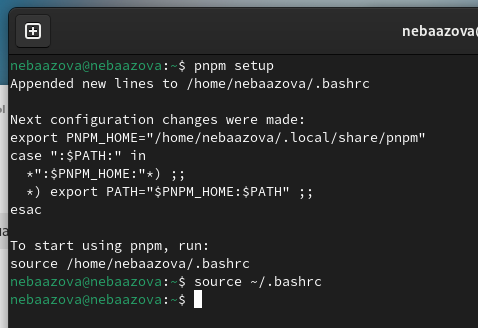 nebaazova@
nebaazova@nebaazova:~$ pnpm setup
Appended new lines to /home/nebaazova/.bashrc

Next configuration changes were made:
export PNPM_HOME="/home/nebaazova/.local/share/pnpm"
case ":$PATH:" in
  *":$PNPM_HOME:"*) ;;
  *) export PATH="$PNPM_HOME:$PATH" ;;
esac

To start using pnpm, run:
source /home/nebaazova/.bashrc
nebaazova@nebaazova:~$ source ~/.bashrc
nebaazova@nebaazova:~$